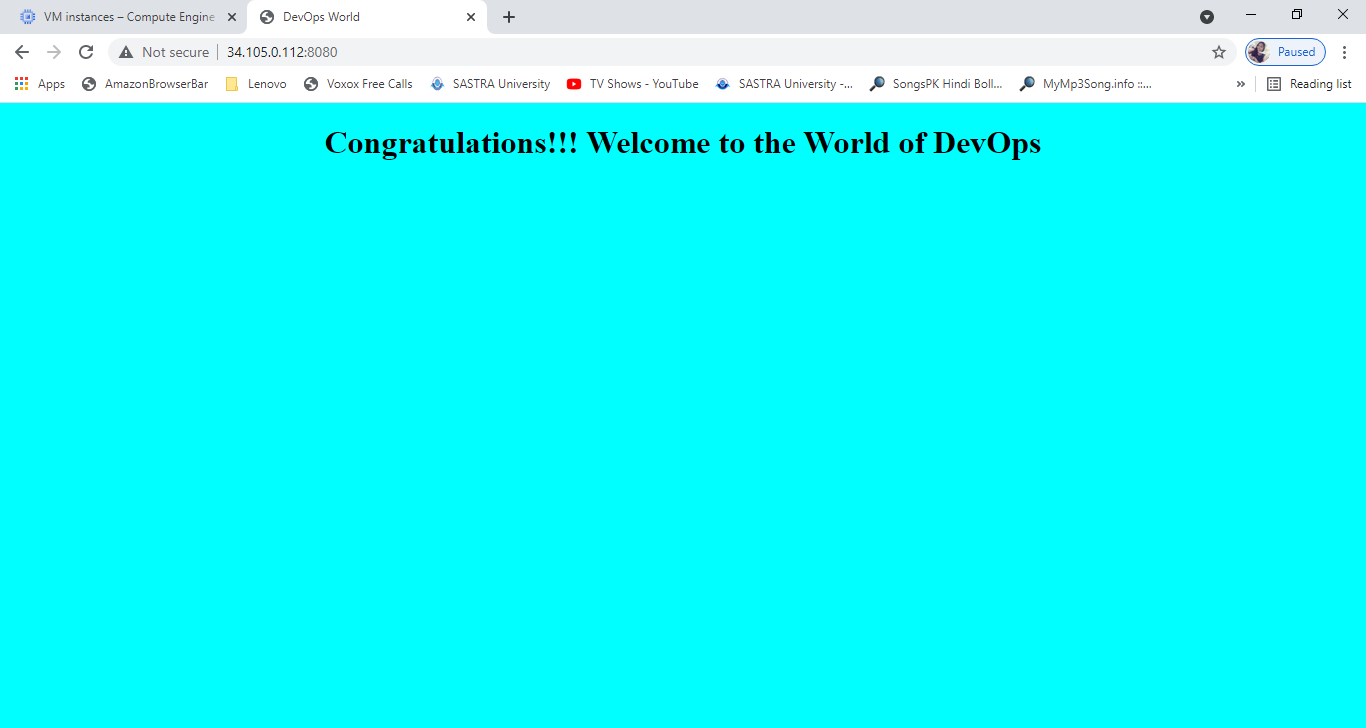 VM instances – Compute Engine
DevOps World
Not secure
34.105.0.112:8080
Paused
Apps
AmazonBrowserBar
Lenovo
Voxox Free Calls
SASTRA University
TV Shows - YouTube
SASTRA University -...
SongsPK Hindi Boll...
MyMp3Song.info ::...
»
Reading list
Congratulations!!! Welcome to the World of DevOps